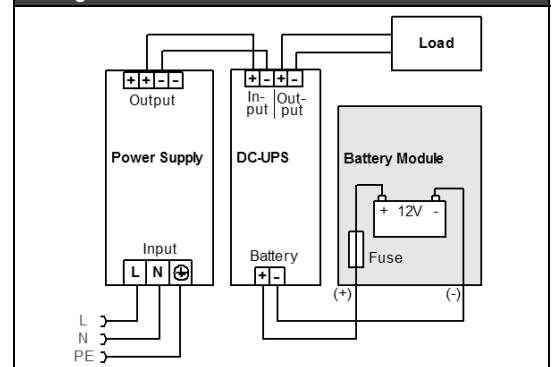 Load
+ + - -
Output
+ - + -
In- Out-
put put
Power Supply
DC-UPS
Battery Module
+ 12V -
Fuse
Input
L N
Battery
+ -
(+) (-)
L
N
PE